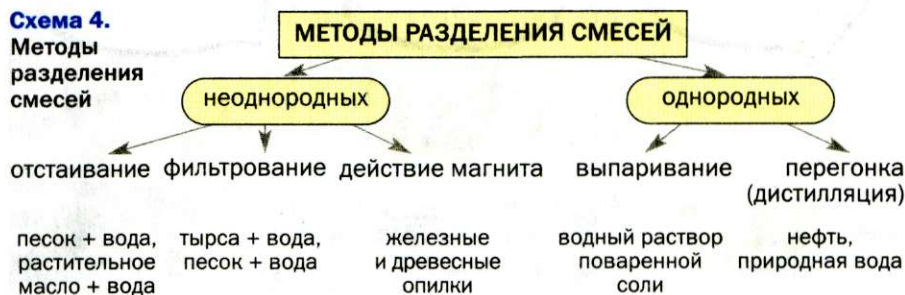 Схема 4.
Методы
разделения
смесей
МЕТОДЫ РАЗДЕЛЕНИЯ СМЕСЕЙ
неоднородных
однородных
отстаивание
фильтрование
действие магнита
выпаривание
перегонка
(дистилляция)
песок + вода,
растительное
масло + вода
тырса + вода,
песок + вода
железные
и древесные
опилки
водный раствор
поваренной
соли
нефть,
природная вода